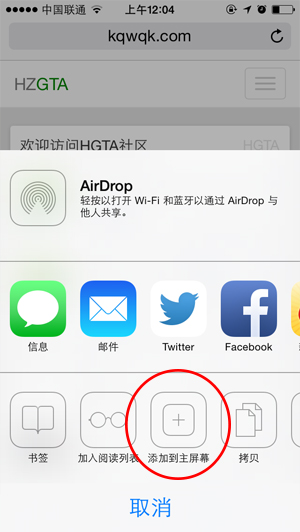 中国联通 上午12:04
kqwqk.com
HZGTA
欢迎访问HGTA社区 HGTA
AirDrop
轻按以打开 Wi-Fi 和蓝牙以通过 AirDrop 与
他人共享。
信息 邮件 Twitter Facebook
书签 加入阅读列表 添加到主屏幕 拷贝
取消